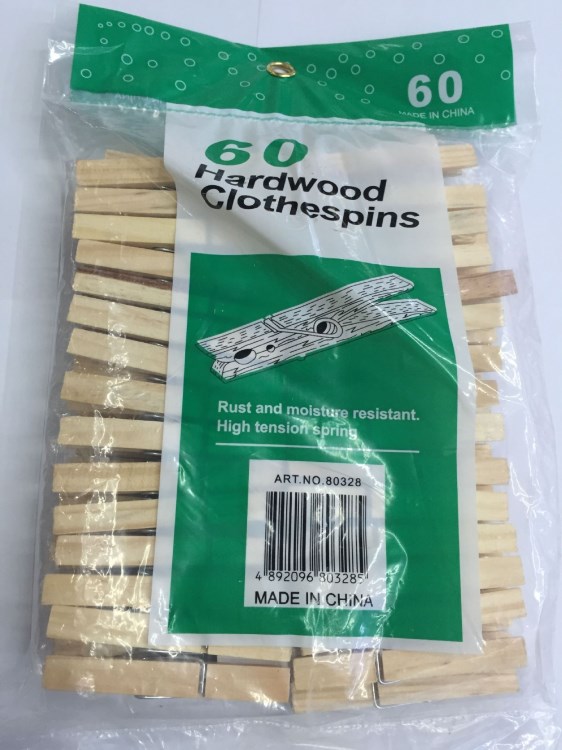 60
MADE IN CHINA
60
Hardwood
Clothespins
Rust and moisture resistant.
High tension spring
ART.NO.80328
4 892096 803285
MADE IN CHINA